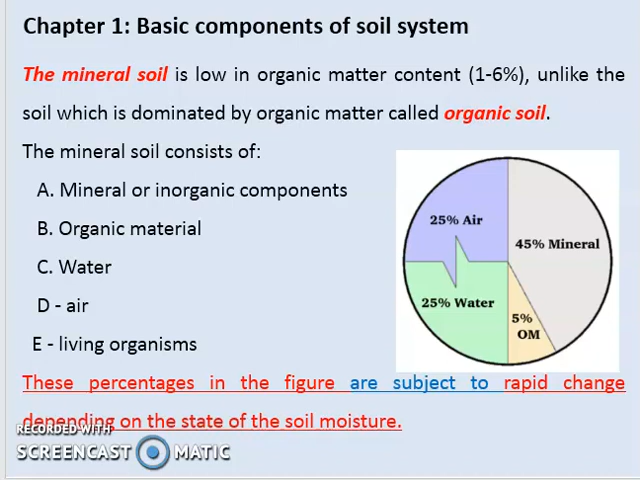 Chapter 1: Basic components of soil system
The mineral soil is low in organic matter content (1-6%), unlike the
soil which is dominated by organic matter called organic soil.
The mineral soil consists of:
A. Mineral or inorganic components
B. Organic material
C. Water
D - air
E - living organisms
25% Air
45% Mineral
25% Water
5%
OM
These percentages in the figure are subject to rapid change
depending on the state of the soil moisture.
RECORDED WITH
SCREENCAST MATIC